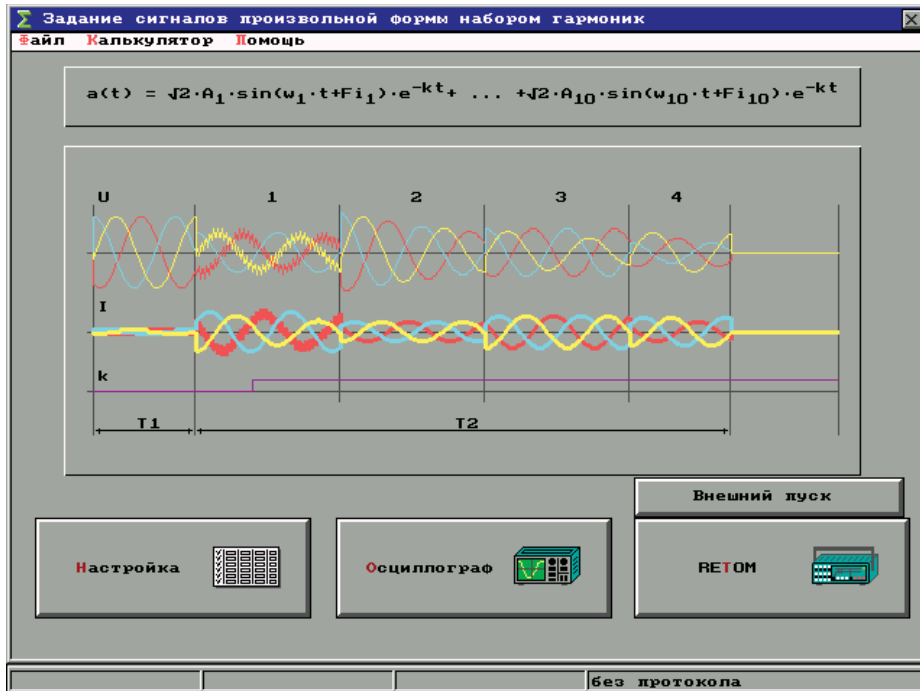 Σ Задание сигналов произвольной формы набором гармоник
Файл Калькулятор Помощь
a(t) = √2·A₁·sin(w₁·t+Fi₁)·e⁻ᵏᵗ+ ... +√2·A₁₀·sin(w₁₀·t+Fi₁₀)·e⁻ᵏᵗ
U 1 2 3 4
I
k
T1 T2
Внешний пуск
Настройка Осциллограф RETOM
без протокола